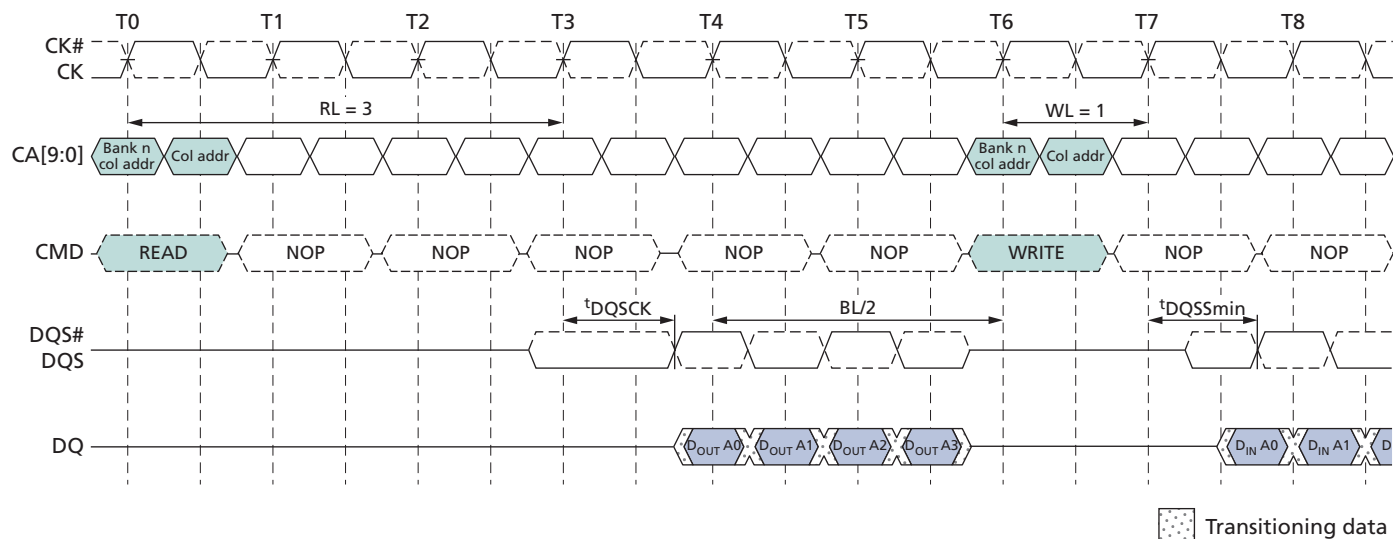 T0 T1 T2 T3 T4 T5 T6 T7 T8
CK#
CK
RL = 3 WL = 1
CA[9:0] Bank n col addr Col addr Bank n col addr Col addr
CMD READ NOP NOP NOP NOP NOP WRITE NOP NOP
tDQSCK BL/2 tDQSSmin
DQS#
DQS
DQ DOUT A0 DOUT A1 DOUT A2 DOUT A3 DIN A0 DIN A1 D
Transitioning data